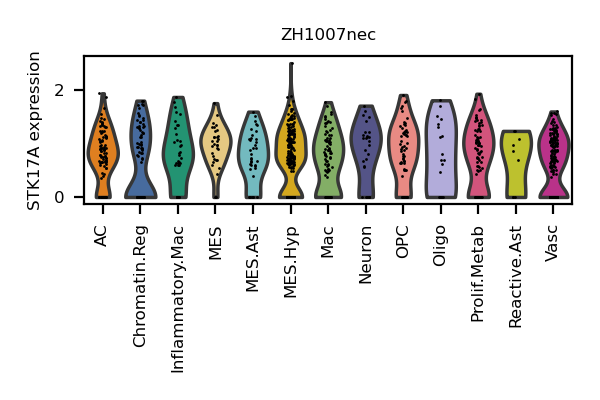 ZH1007nec
STK17A expression
2
0
AC
Chromatin.Reg
Inflammatory.Mac
MES
MES.Ast
MES.Hyp
Mac
Neuron
OPC
Oligo
Prolif.Metab
Reactive.Ast
Vasc